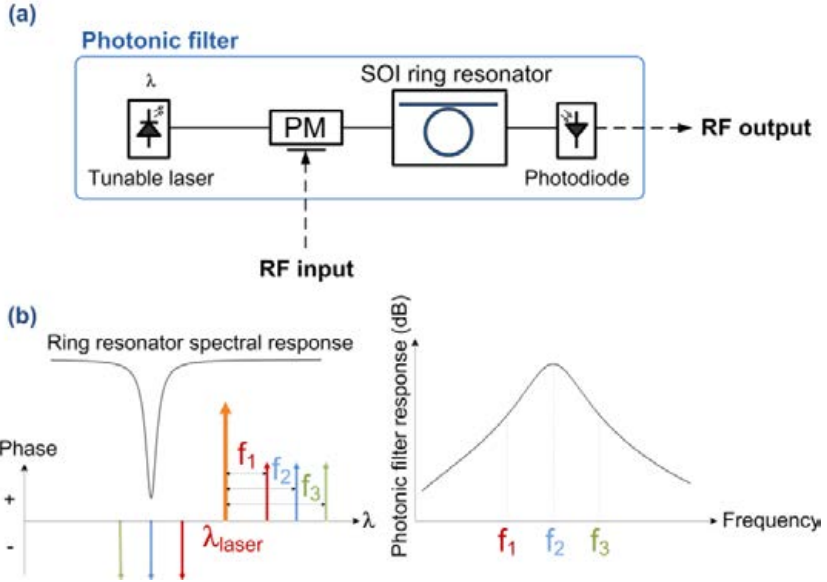 (a)
Photonic filter
λ
SOI ring resonator
PM
RF output
Tunable laser
Photodiode
RF input
(b)
Ring resonator spectral response
Phase
+
-
f1
f2
f3
λlaser
λ
Photonic filter response (dB)
f1
f2
f3
Frequency